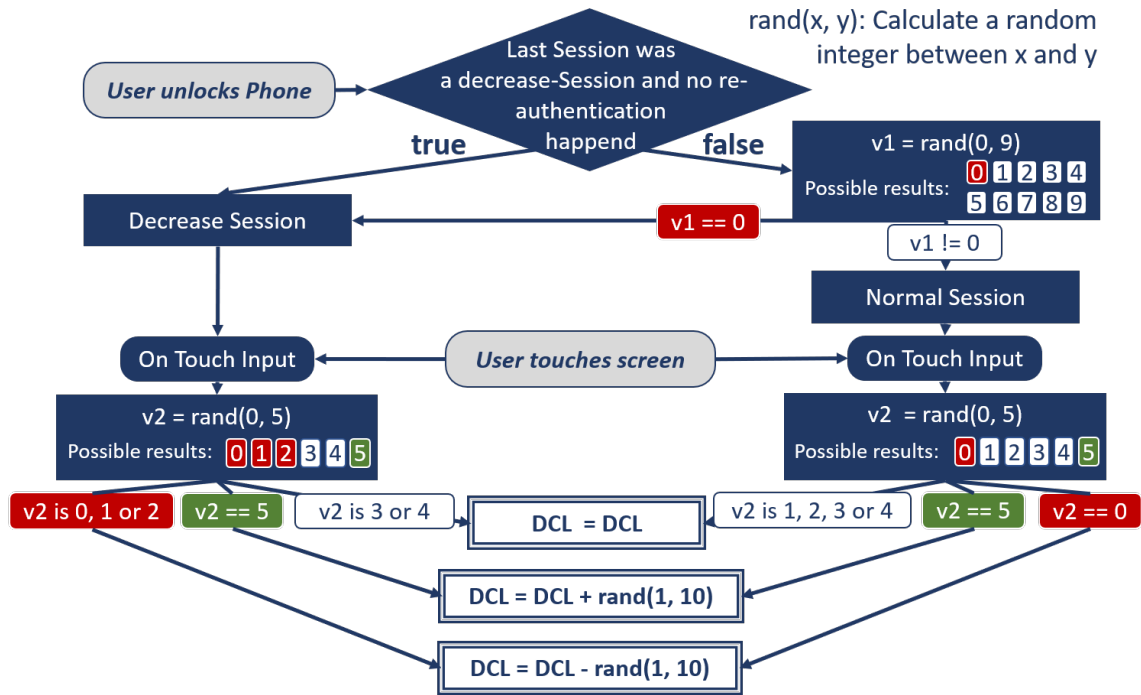 rand(x, y): Calculate a random
integer between x and y
Last Session was
a decrease-Session and no re-
authentication
happend
User unlocks Phone
true
false
v1 = rand(0, 9)
Possible results:
0 1 2 3 4
5 6 7 8 9
Decrease Session
v1 == 0
v1 != 0
Normal Session
On Touch Input
User touches screen
On Touch Input
v2 = rand(0, 5)
Possible results: 0 1 2 3 4 5
v2 = rand(0, 5)
Possible results: 0 1 2 3 4 5
v2 is 0, 1 or 2
v2 == 5
v2 is 3 or 4
DCL = DCL
v2 is 1, 2, 3 or 4
v2 == 5
v2 == 0
DCL = DCL + rand(1, 10)
DCL = DCL - rand(1, 10)